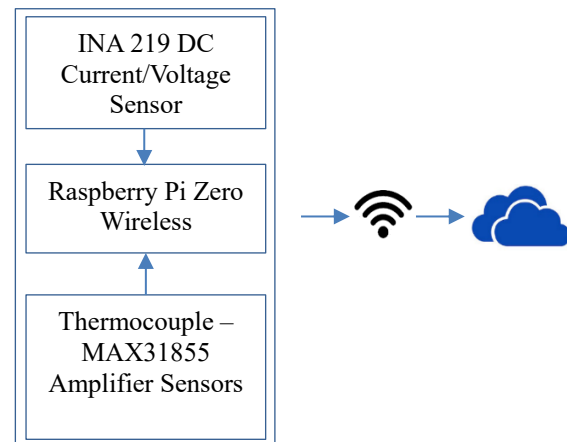 INA 219 DC
Current/Voltage
Sensor
Raspberry Pi Zero
Wireless
Thermocouple –
MAX31855
Amplifier Sensors